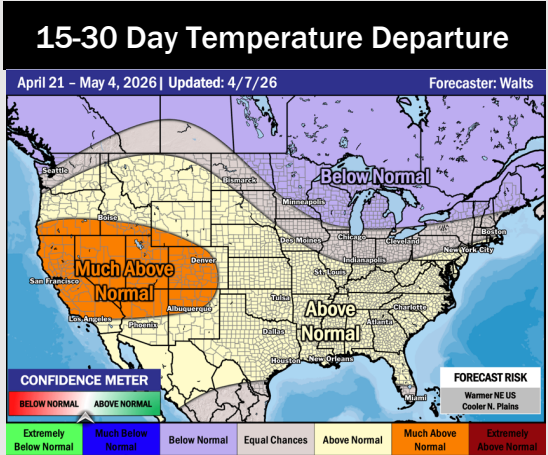 15-30 Day Temperature Departure
April 21 – May 4, 2026| Updated: 4/7/26
Forecaster: Walts
Seattle
Bismarck
Below Normal
Minneapolis
Boise
Boston
Chicago
Cleveland
Des Moines
New York City
Denver
Indianapolis
Much Above
Normal
St. Louis
San Francisco
Albuquerque
Tulsa
Above
Normal
Charlotte
Los Angeles
Phoenix
Atlanta
Dallas
Houston
New Orleans
Miami
CONFIDENCE METER
BELOW NORMAL
ABOVE NORMAL
FORECAST RISK
Warmer NE US
Cooler N. Plains
Extremely
Below Normal
Much Below
Normal
Below Normal
Equal Chances
Above Normal
Much Above
Normal
Extremely
Above Normal